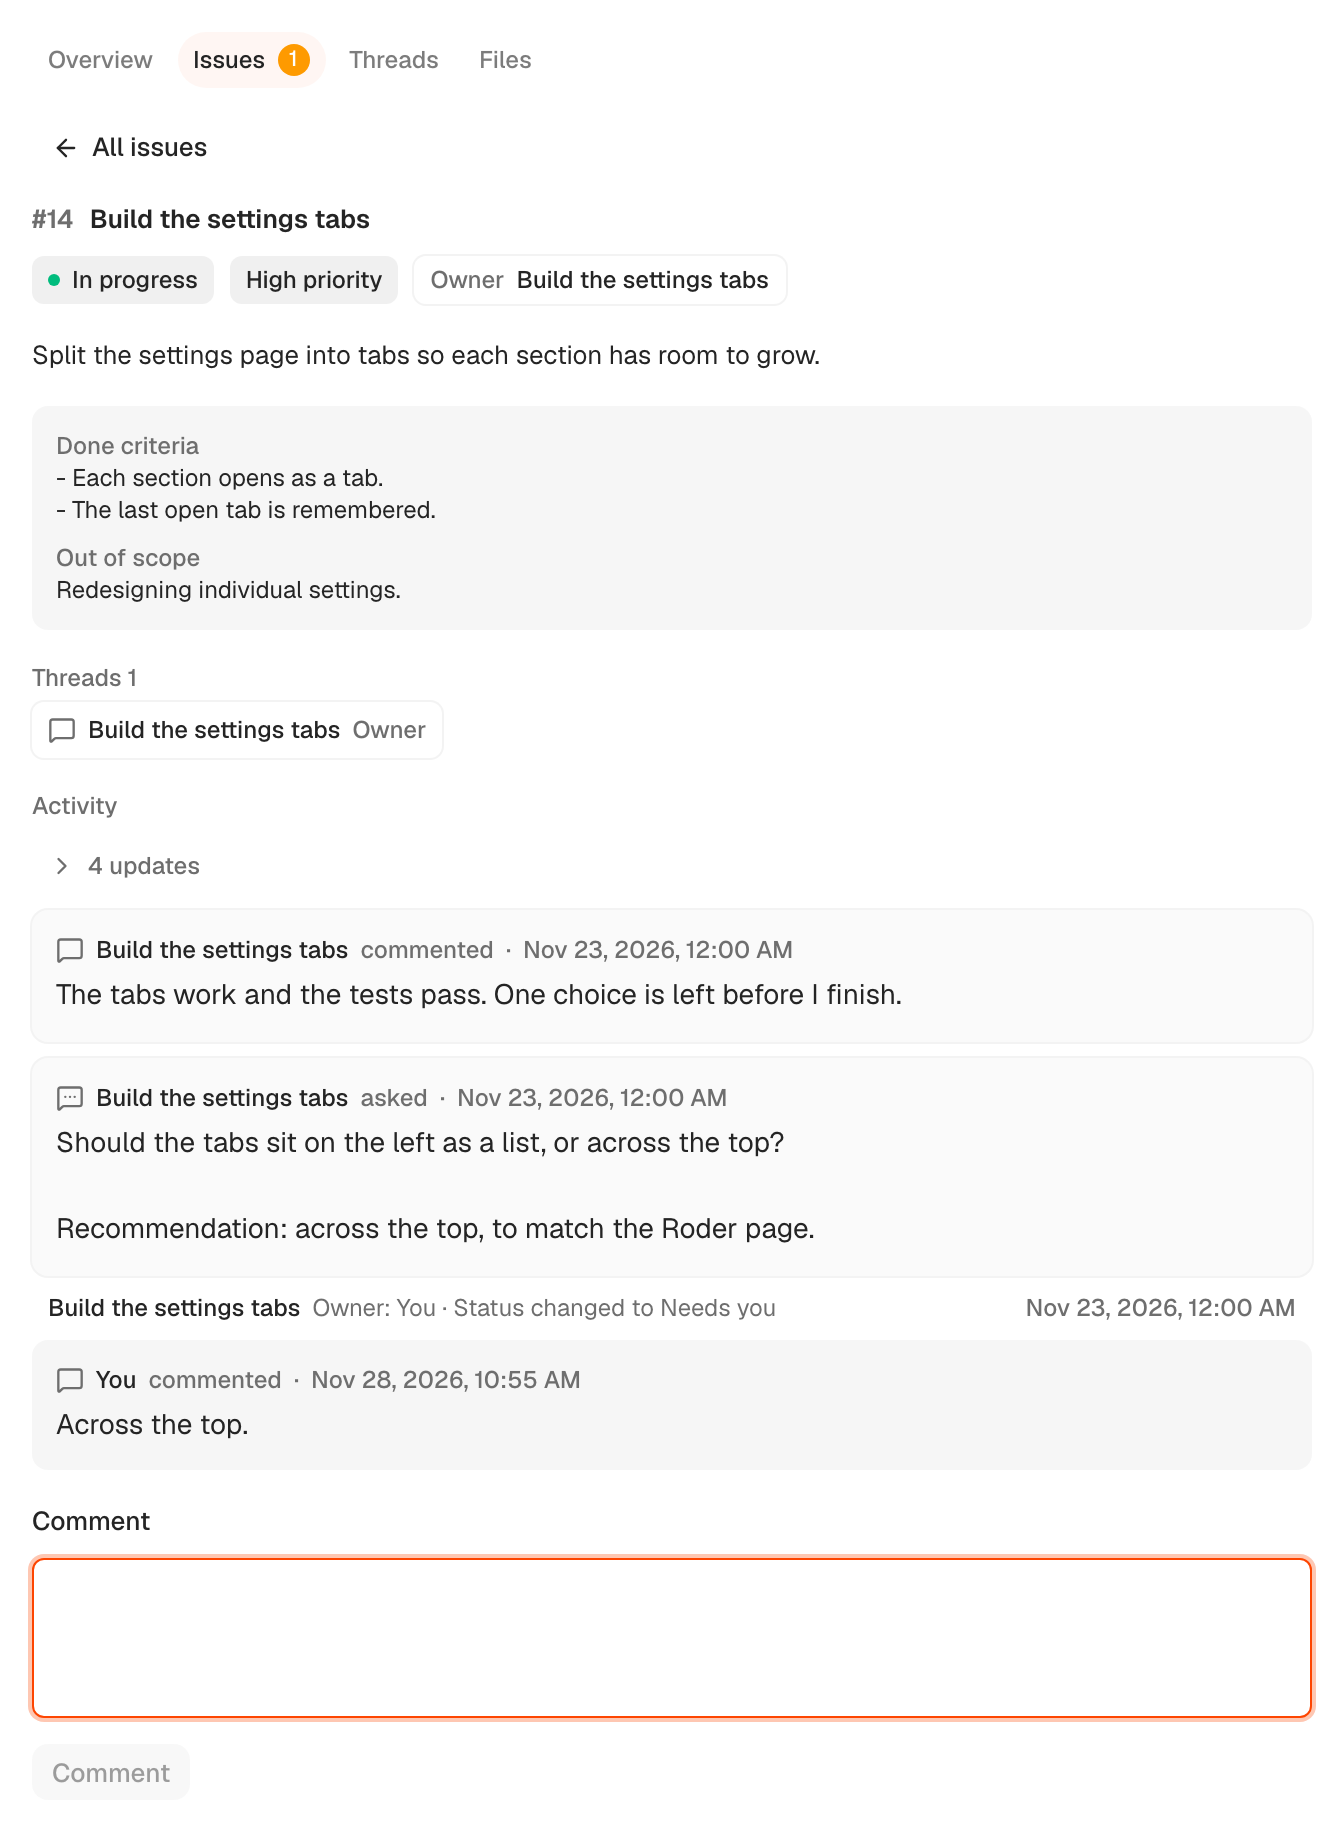 Overview Issues 1 Threads Files
All issues
#14 Build the settings tabs
In progress High priority Owner Build the settings tabs
Split the settings page into tabs so each section has room to grow.
Done criteria
- Each section opens as a tab.
- The last open tab is remembered.
Out of scope
Redesigning individual settings.
Threads 1
Build the settings tabs Owner
Activity
4 updates
Build the settings tabs commented · Nov 23, 2026, 12:00 AM
The tabs work and the tests pass. One choice is left before I finish.
Build the settings tabs asked · Nov 23, 2026, 12:00 AM
Should the tabs sit on the left as a list, or across the top?
Recommendation: across the top, to match the Roder page.
Build the settings tabs Owner: You · Status changed to Needs you Nov 23, 2026, 12:00 AM
You commented · Nov 28, 2026, 10:55 AM
Across the top.
Comment
Comment